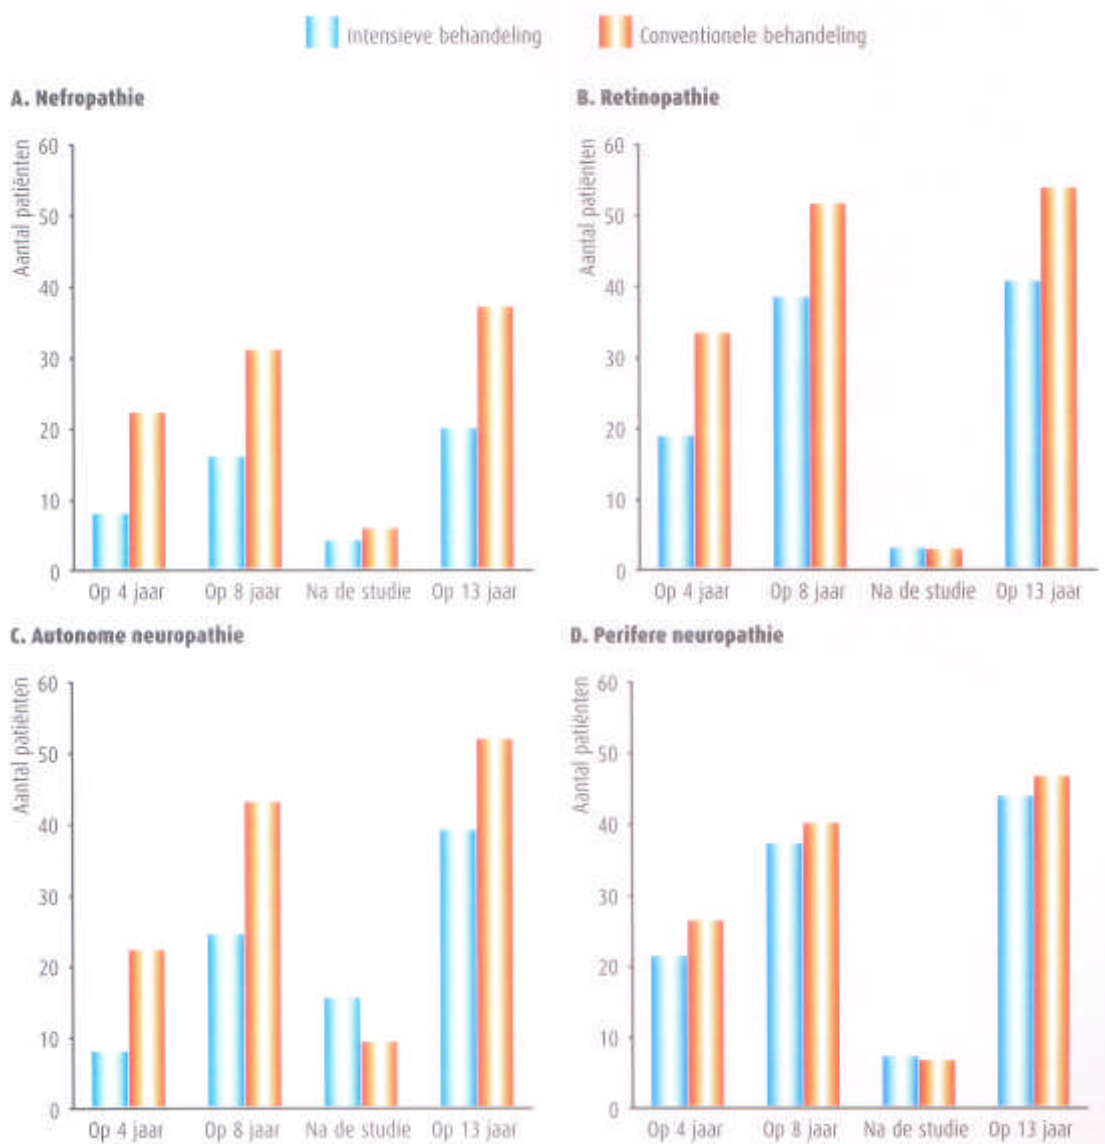 Intensieve behandeling
Conventionele behandeling
A. Nefropathie
Aantal patiënten
60
50
40
30
20
10
0
Op 4 jaar
Op 8 jaar
Na de studie
Op 13 jaar
B. Retinopathie
Aantal patiënten
60
50
40
30
20
10
0
Op 4 jaar
Op 8 jaar
Na de studie
Op 13 jaar
C. Autonome neuropathie
Aantal patiënten
60
50
40
30
20
10
0
Op 4 jaar
Op 8 jaar
Na de studie
Op 13 jaar
D. Perifere neuropathie
Aantal patiënten
60
50
40
30
20
10
0
Op 4 jaar
Op 8 jaar
Na de studie
Op 13 jaar